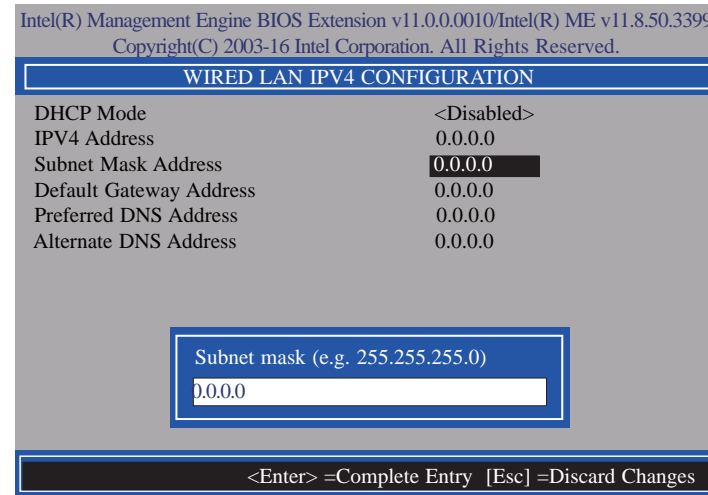 Intel(R) Management Engine BIOS Extension v11.0.0.0010/Intel(R) ME v11.8.50.3399
Copyright(C) 2003-16 Intel Corporation. All Rights Reserved.
WIRED LAN IPV4 CONFIGURATION
DHCP Mode <Disabled>
IPV4 Address 0.0.0.0
Subnet Mask Address 0.0.0.0
Default Gateway Address 0.0.0.0
Preferred DNS Address 0.0.0.0
Alternate DNS Address 0.0.0.0
Subnet mask (e.g. 255.255.255.0)
0.0.0.0
<Enter> =Complete Entry [Esc] =Discard Changes